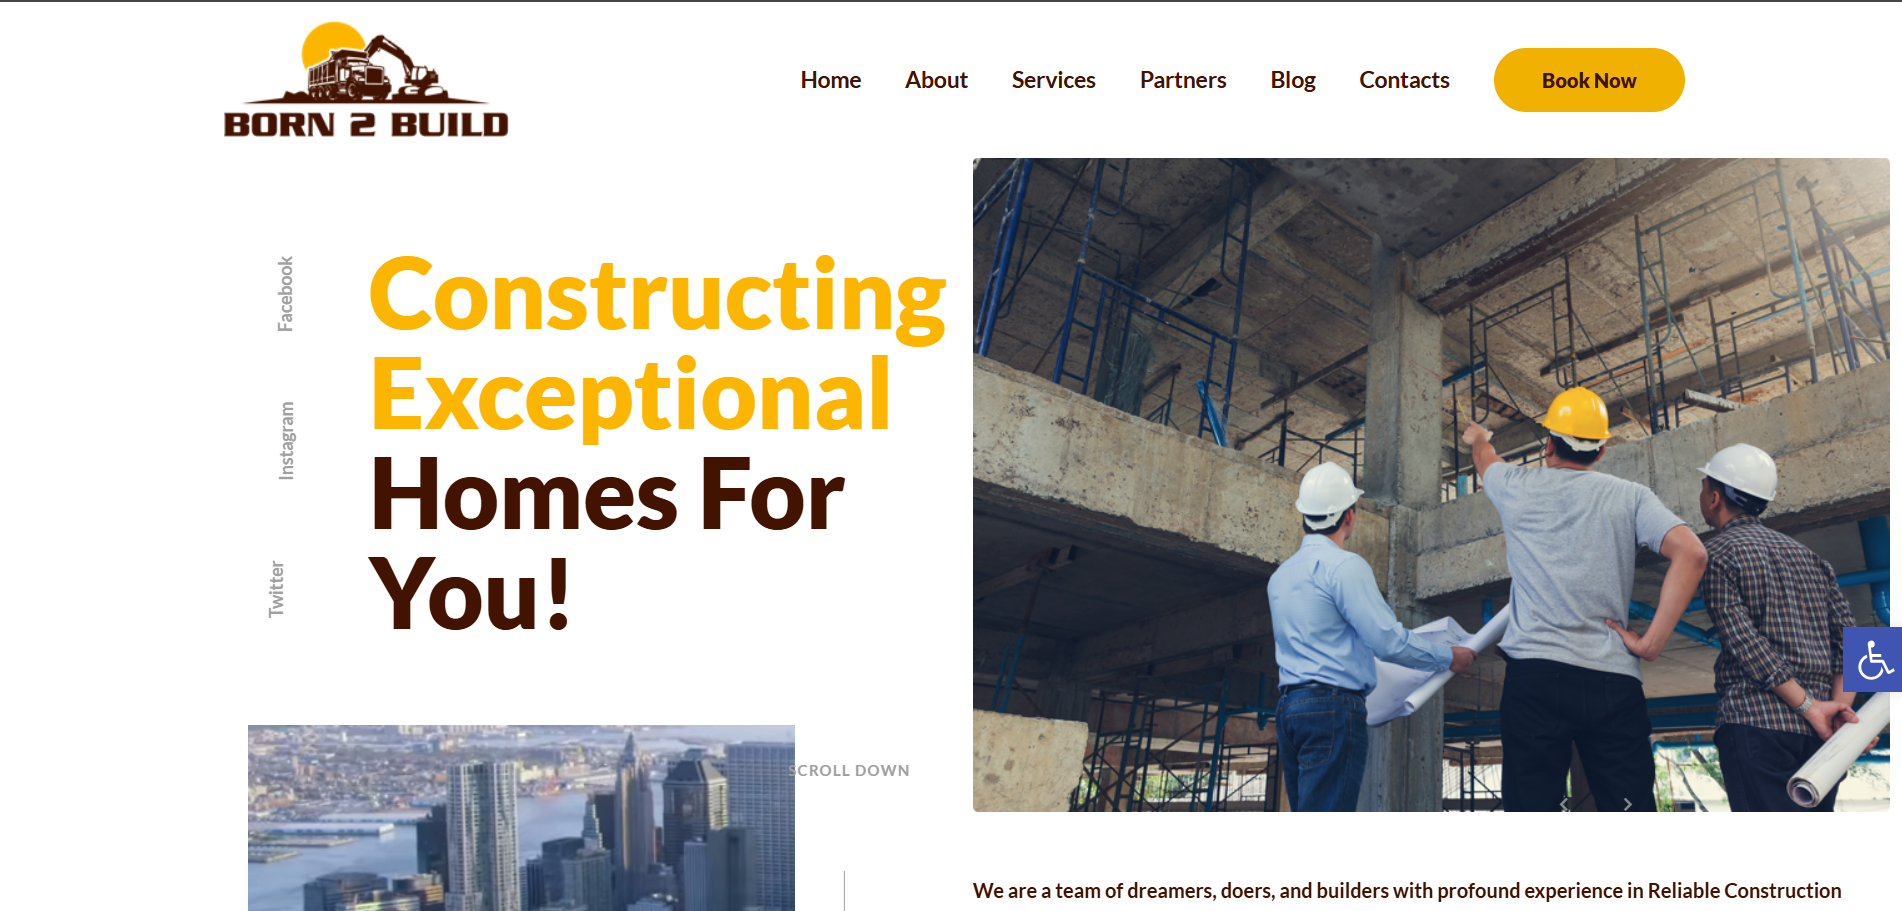 BORN 2 BUILD
Home About Services Partners Blog Contacts Book Now
Facebook
Instagram
Twitter
Constructing
Exceptional
Homes For
You!
SCROLL DOWN
We are a team of dreamers, doers, and builders with profound experience in Reliable Construction